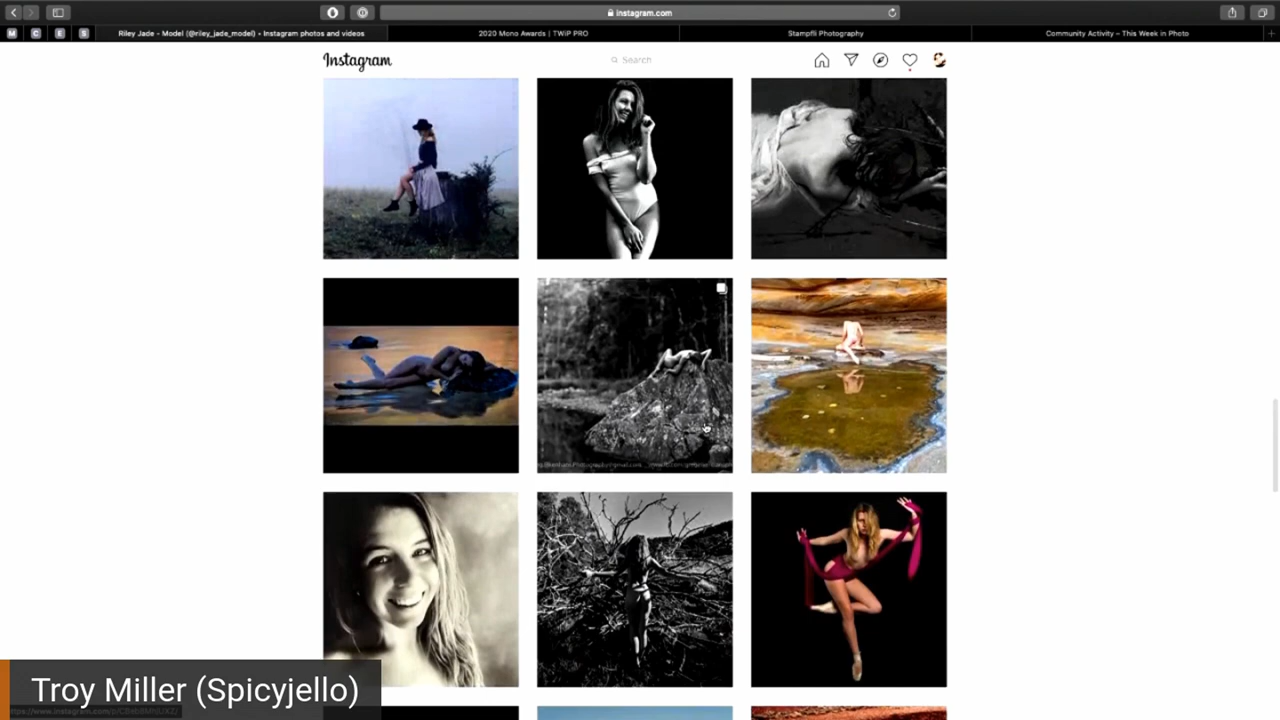 instagram.com
M C E S Riley Jade - Model (@riley_jade_model) • Instagram photos and videos 2020 Mono Awards | TWiP PRO Stampfli Photography Community Activity – This Week in Photo
Instagram Search
Troy Miller (Spicyjello)